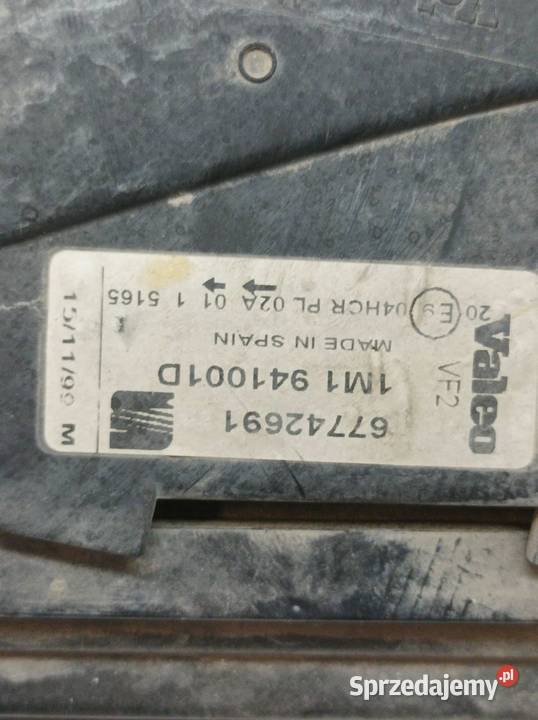 Valeo
VE2
67742691
1M1 941001D
MADE IN SPAIN
20 E9 04HCR PL 02A 01 1 5165
15/11/99 M
Sprzedajemy.pl